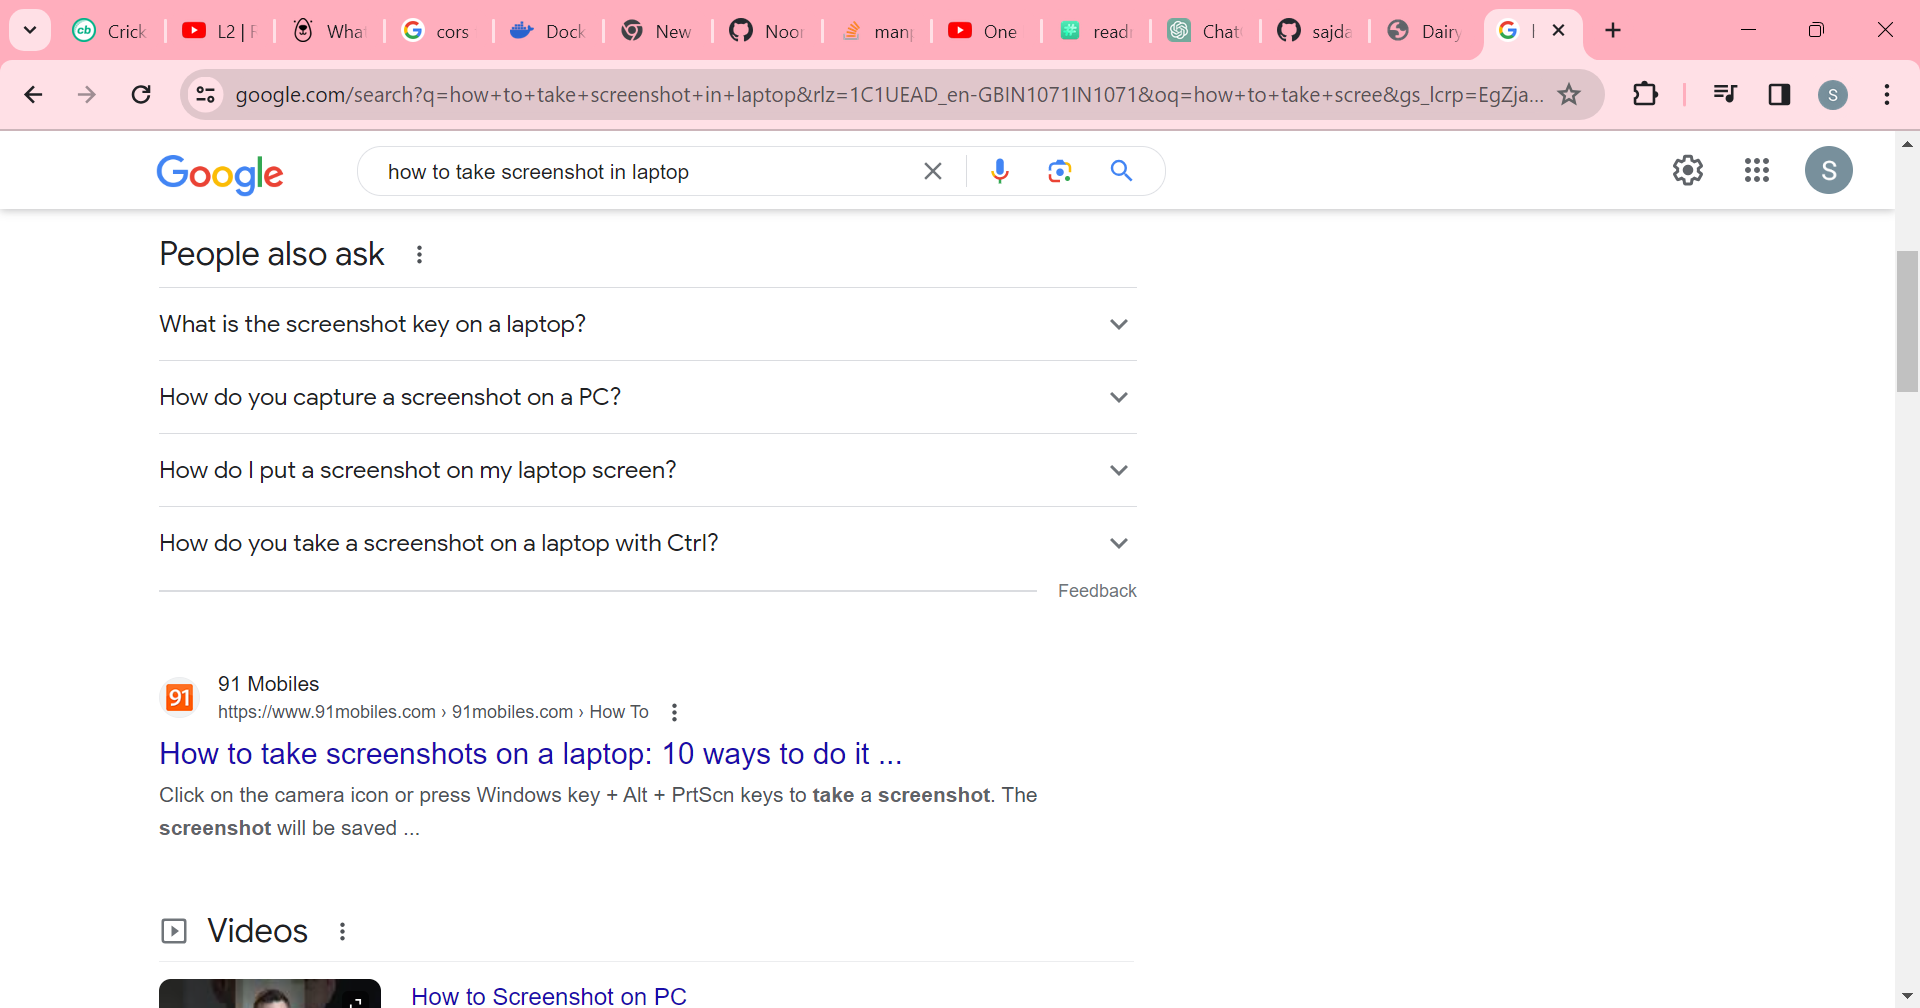 Crick
L2 | F
What
cors
Dock
New
Noor
manp
One
read
Chat
sajda
Dairy
google.com/search?q=how+to+take+screenshot+in+laptop&rlz=1C1UEAD_en-GBIN1071IN1071&oq=how+to+take+scree&gs_lcrp=EgZja...
S
Google
how to take screenshot in laptop
S
People also ask
What is the screenshot key on a laptop?
How do you capture a screenshot on a PC?
How do I put a screenshot on my laptop screen?
How do you take a screenshot on a laptop with Ctrl?
Feedback
91
91 Mobiles
https://www.91mobiles.com › 91mobiles.com › How To
How to take screenshots on a laptop: 10 ways to do it ...
Click on the camera icon or press Windows key + Alt + PrtScn keys to take a screenshot. The
screenshot will be saved ...
Videos
How to Screenshot on PC